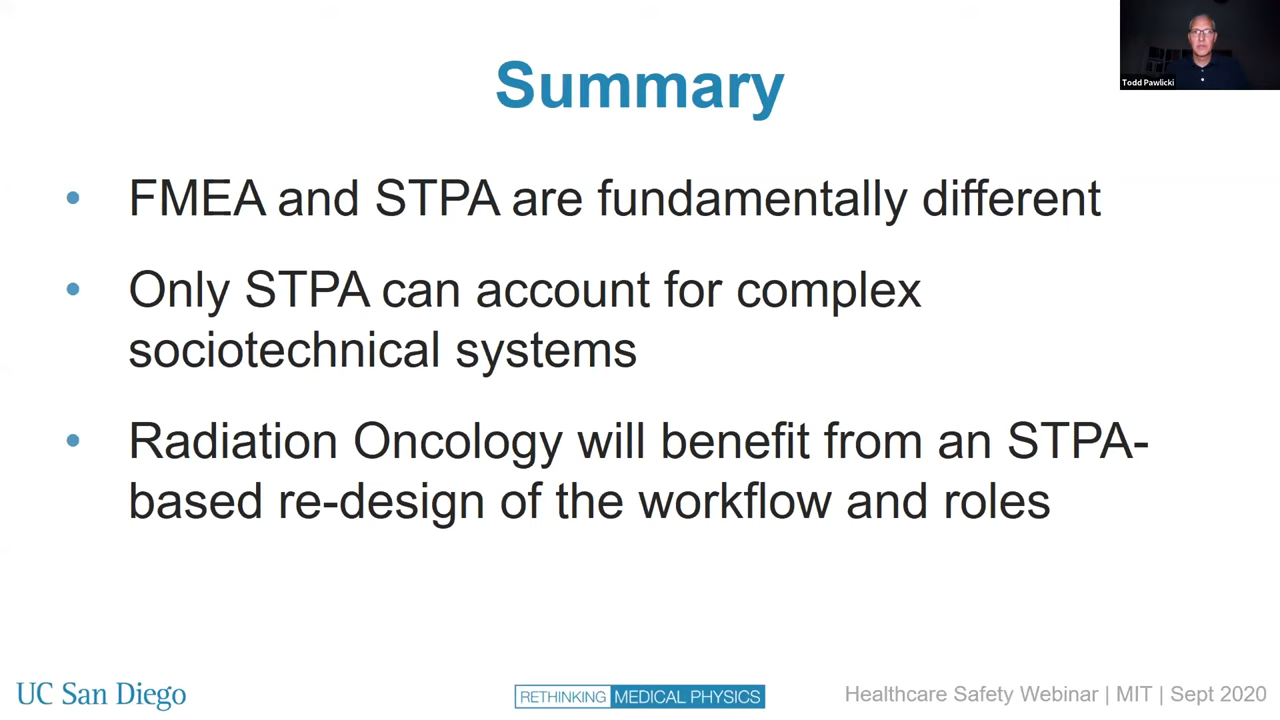 Todd Pawlicki
Summary
• FMEA and STPA are fundamentally different
• Only STPA can account for complex
sociotechnical systems
• Radiation Oncology will benefit from an STPA-
based re-design of the workflow and roles
UC San Diego
RETHINKING MEDICAL PHYSICS
Healthcare Safety Webinar | MIT | Sept 2020